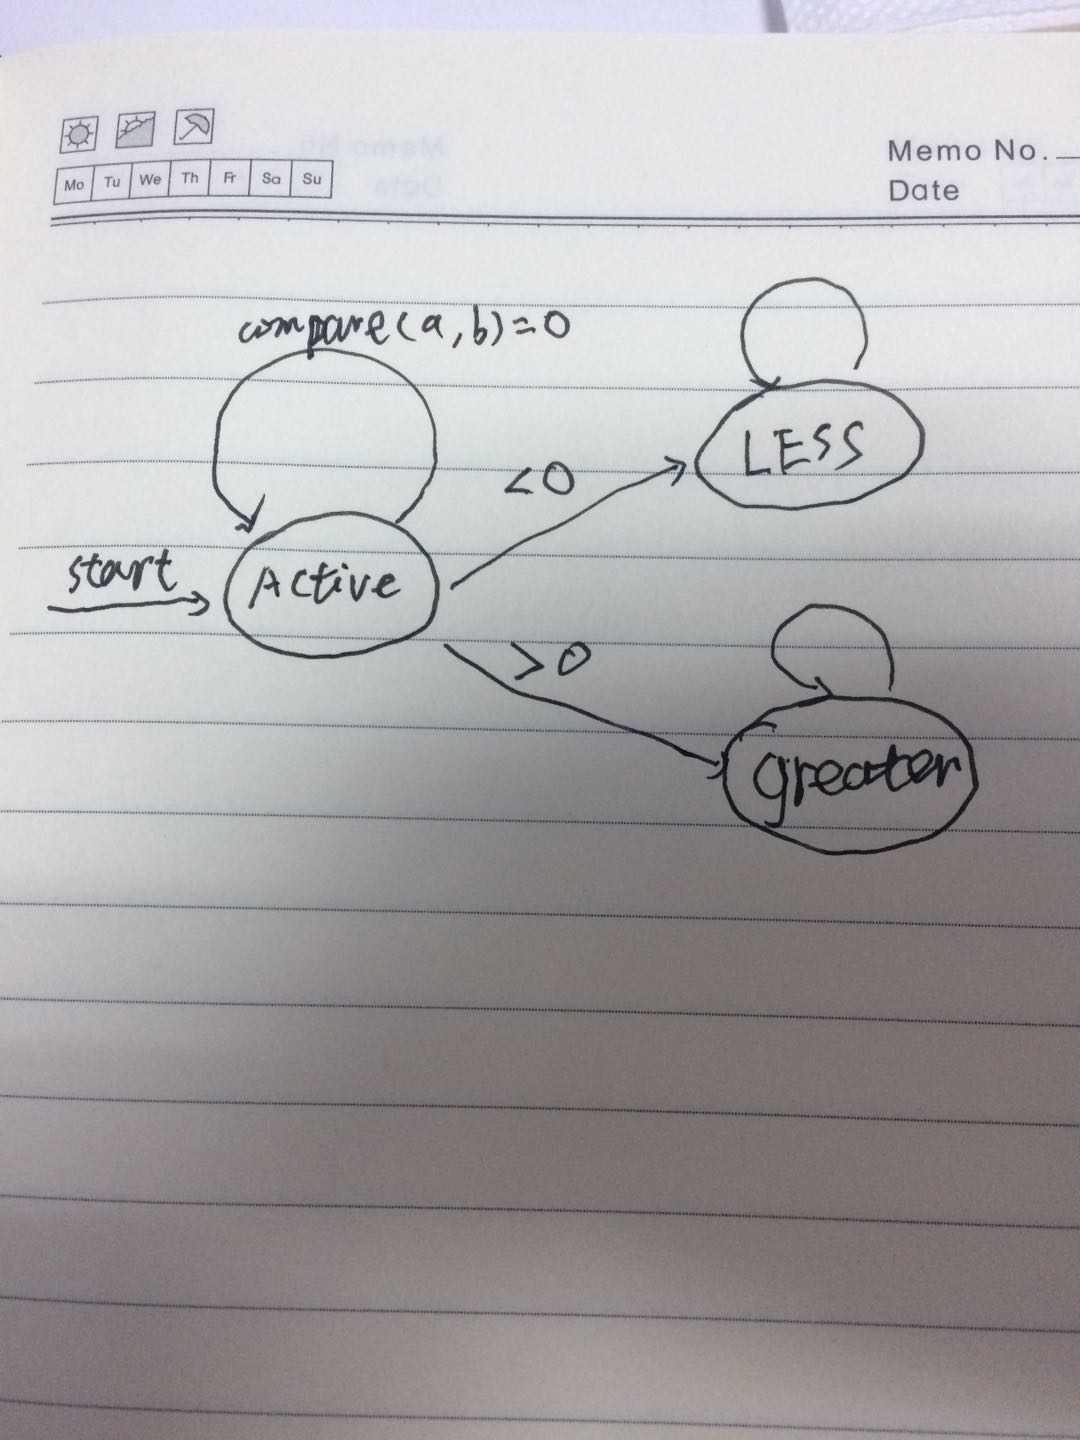 Mo Tu We Th Fr Sa Su
Memo No.
Date
compare(a,b)=0
LESS
<0
start
Active
>0
greater